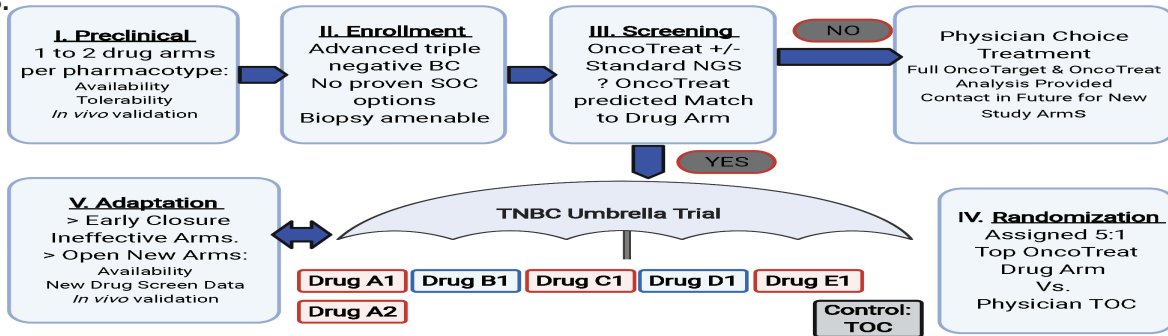 I. Preclinical
1 to 2 drug arms
per pharmacotype:
Availability
Tolerability
In vivo validation
II. Enrollment
Advanced triple
negative BC
No proven SOC
options
Biopsy amenable
III. Screening
OncoTreat +/-
Standard NGS
? OncoTreat
predicted Match
to Drug Arm
NO
Physician Choice
Treatment
Full OncoTarget & OncoTreat
Analysis Provided
Contact in Future for New
Study ArmS
YES
V. Adaptation
> Early Closure
Ineffective Arms.
> Open New Arms:
Availability
New Drug Screen Data
In vivo validation
TNBC Umbrella Trial
Drug A1 Drug B1 Drug C1 Drug D1 Drug E1
Drug A2
Control:
TOC
IV. Randomization
Assigned 5:1
Top OncoTreat
Drug Arm
Vs.
Physician TOC